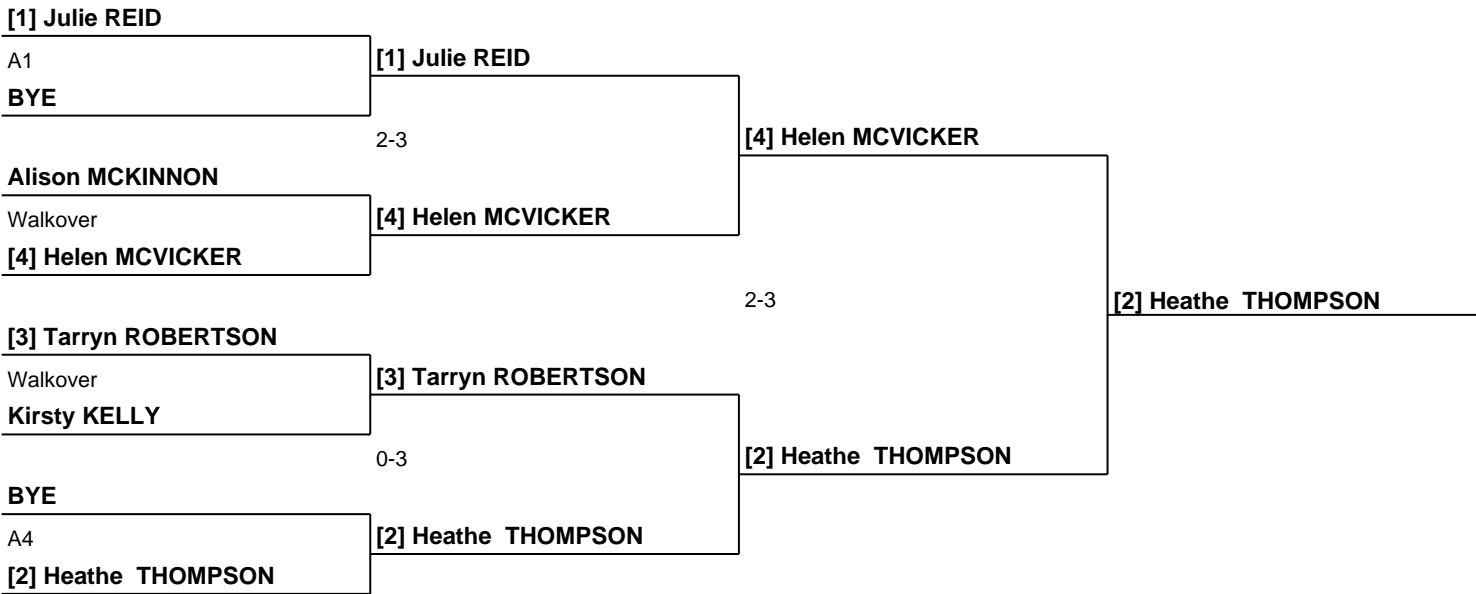 [1] Julie REID
A1
[1] Julie REID
BYE
2-3
[4] Helen MCVICKER
Alison MCKINNON
Walkover
[4] Helen MCVICKER
[4] Helen MCVICKER
2-3
[2] Heathe  THOMPSON
[3] Tarryn ROBERTSON
Walkover
[3] Tarryn ROBERTSON
Kirsty KELLY
0-3
[2] Heathe  THOMPSON
BYE
A4
[2] Heathe  THOMPSON
[2] Heathe  THOMPSON